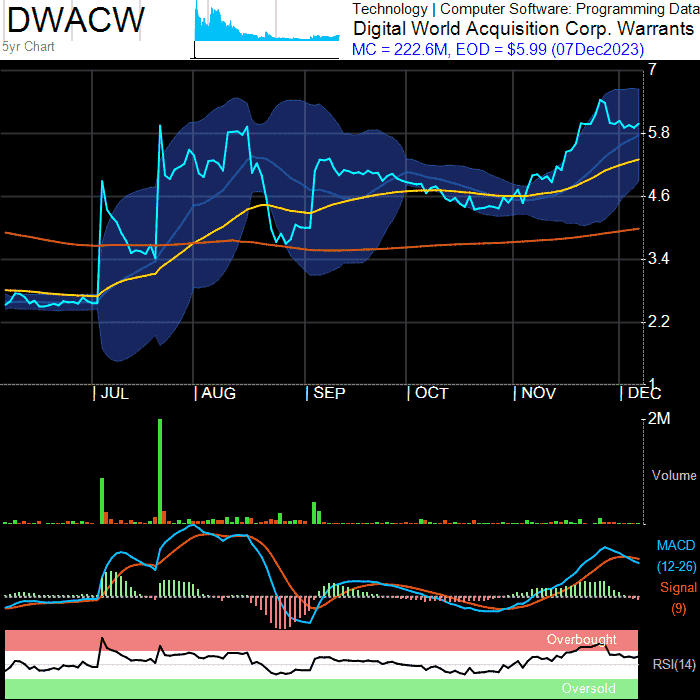 DWACW
5yr Chart
Technology | Computer Software: Programming Data
Digital World Acquisition Corp. Warrants
MC = 222.6M, EOD = $5.99 (07Dec2023)
7
5.8
4.6
3.4
2.2
1
| JUL | AUG | SEP | OCT | NOV | DEC
2M
Volume
MACD
(12-26)
Signal
(9)
Overbought
RSI(14)
Oversold